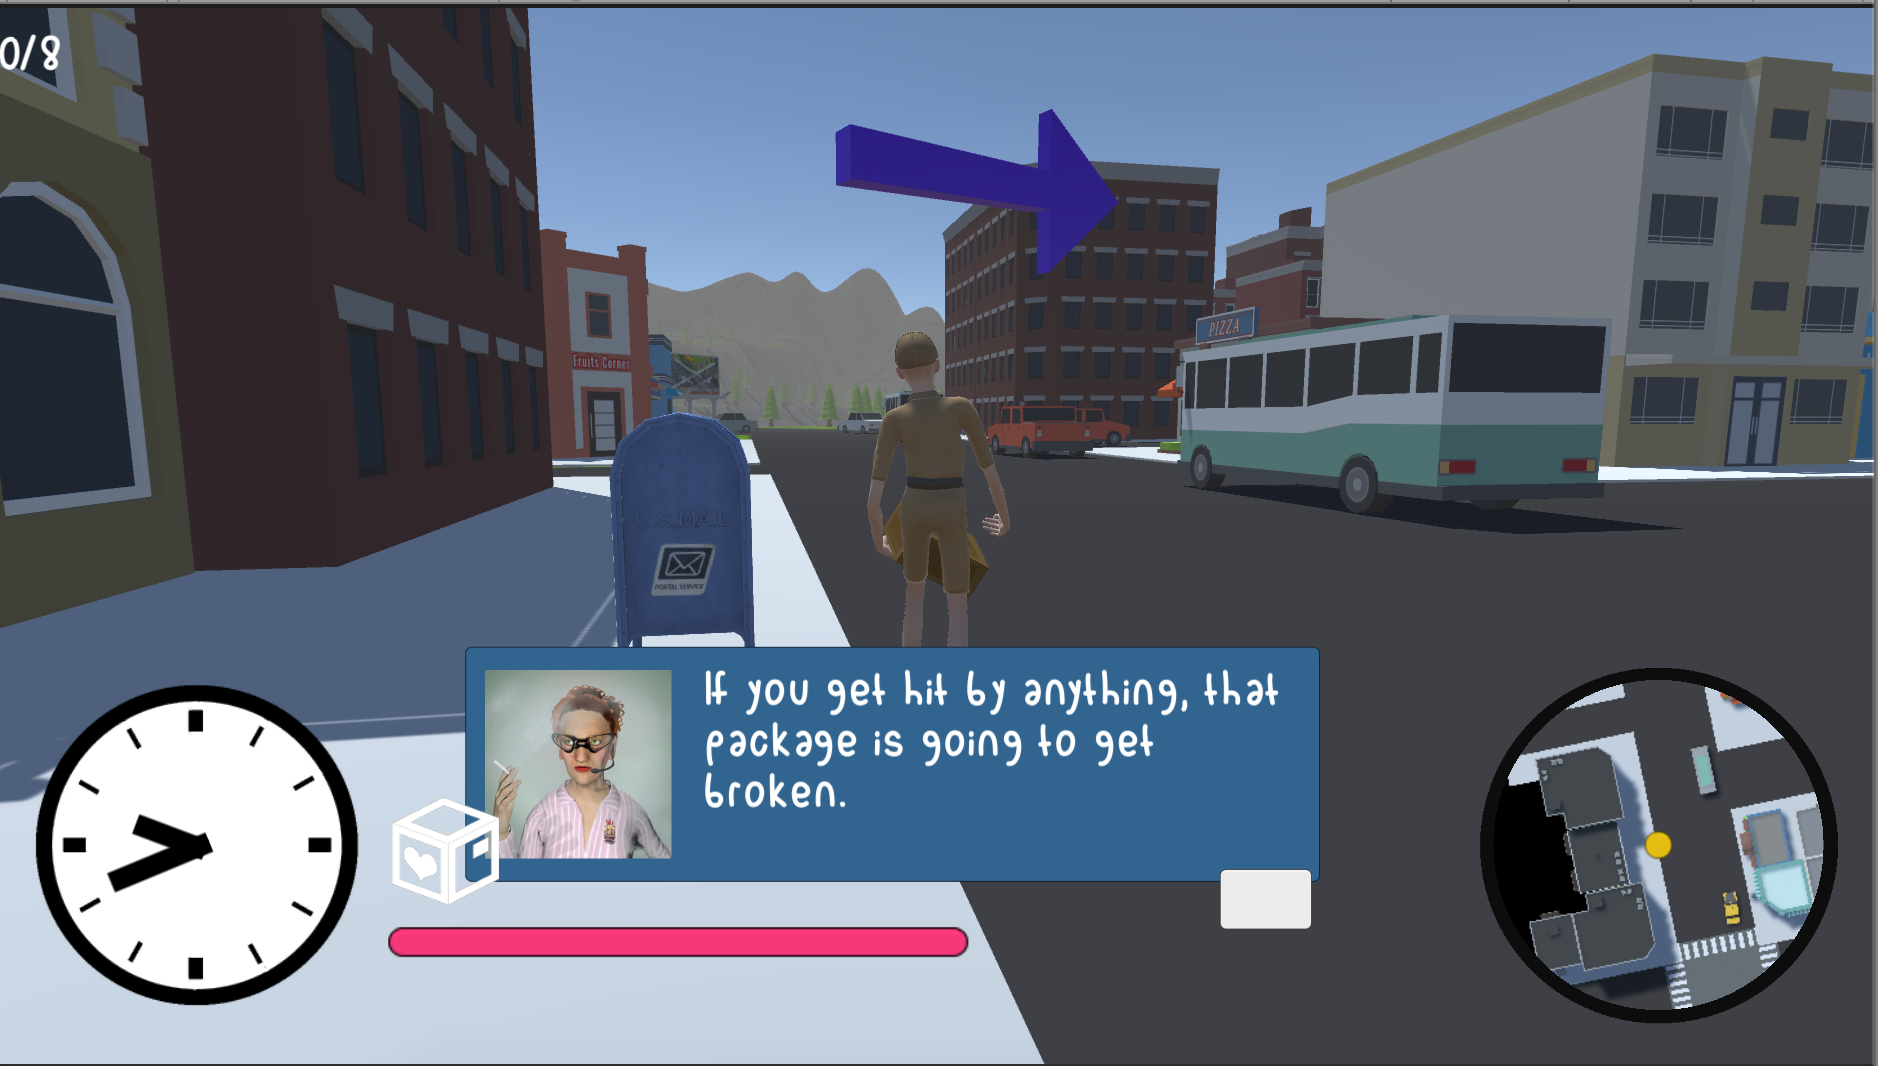 0/8
PIZZA
Fruits Corner
U.S.MAIL
POSTAL SERVICE
If you get hit by anything, that
package is going to get
broken.